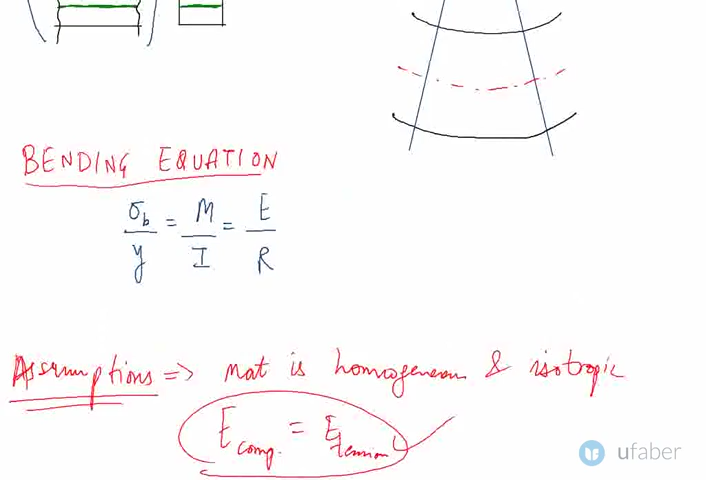 BENDING EQUATION
σb/y = M/I = E/R
Assumptions => mat is homogeneous & isotropic
E comp. = E tension
ufaber